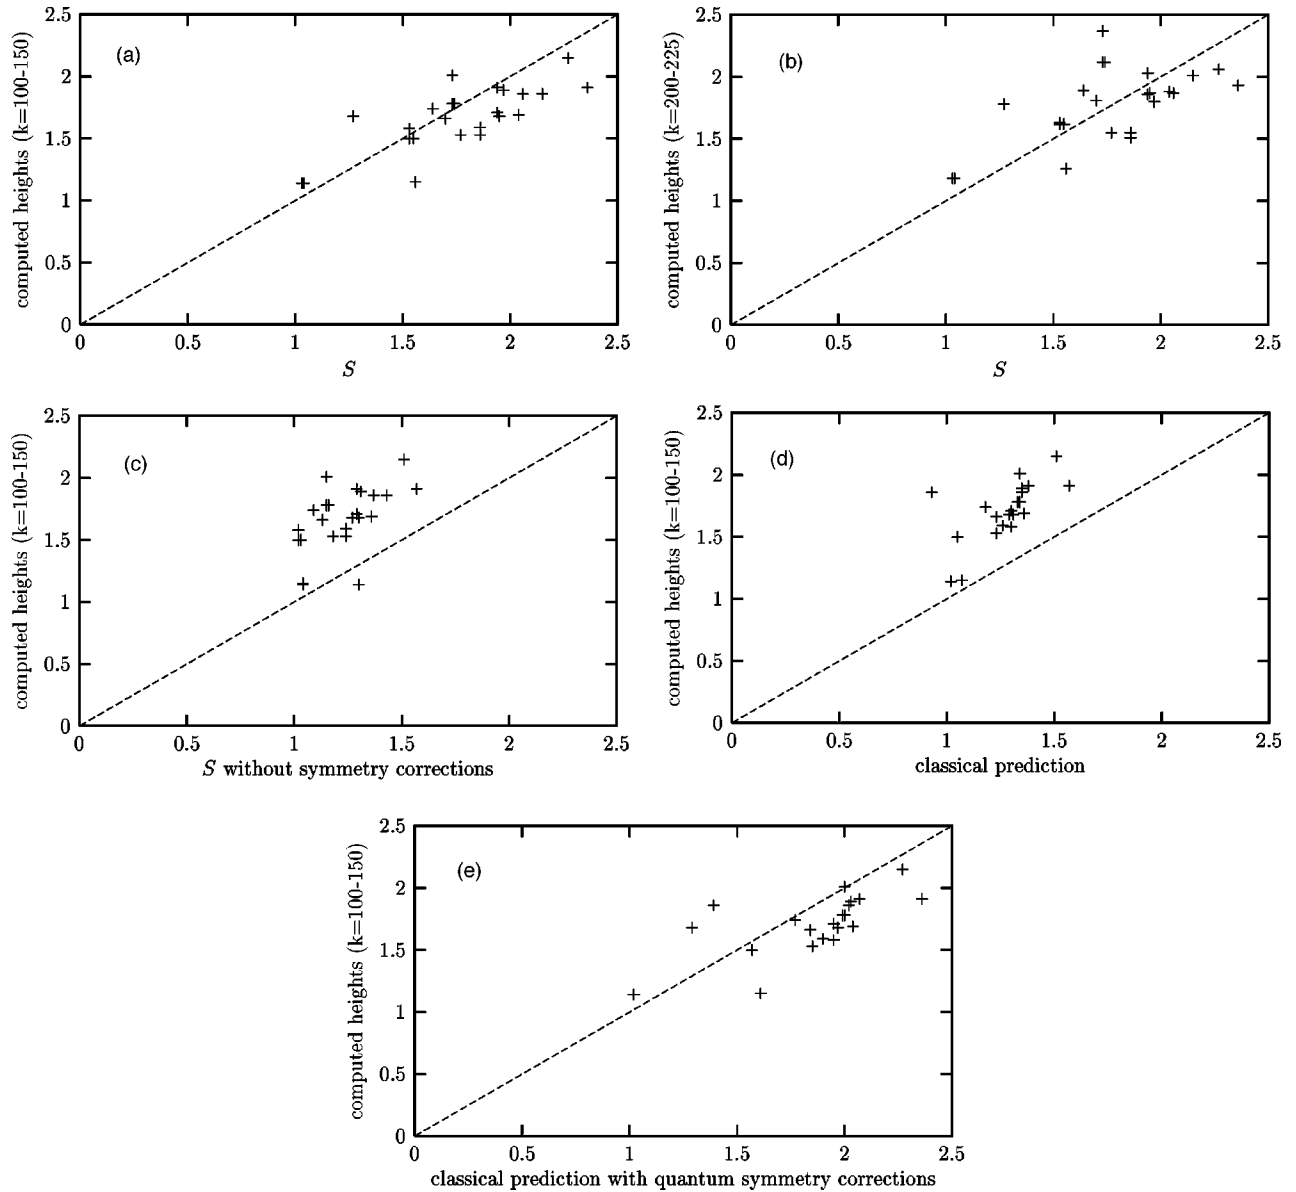 (a)
computed heights (k=100-150)
2.5
2
1.5
1
0.5
0
0 0.5 1 1.5 2 2.5
S
(b)
computed heights (k=200-225)
2.5
2
1.5
1
0.5
0
0 0.5 1 1.5 2 2.5
S
(c)
computed heights (k=100-150)
2.5
2
1.5
1
0.5
0
0 0.5 1 1.5 2 2.5
S without symmetry corrections
(d)
computed heights (k=100-150)
2.5
2
1.5
1
0.5
0
0 0.5 1 1.5 2 2.5
classical prediction
(e)
computed heights (k=100-150)
2.5
2
1.5
1
0.5
0
0 0.5 1 1.5 2 2.5
classical prediction with quantum symmetry corrections